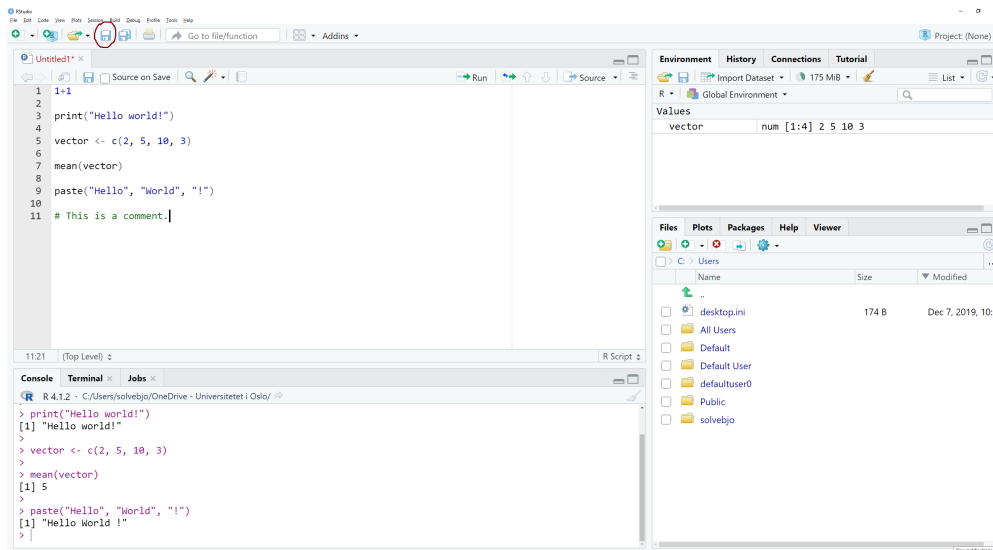 RStudio
File Edit Code View Plots Session Build Debug Profile Tools Help
Go to file/function Addins Project: (None)
Untitled1*
Source on Save Run Source
1 1+1
2
3 print("Hello world!")
4
5 vector <- c(2, 5, 10, 3)
6
7 mean(vector)
8
9 paste("Hello", "World", "!")
10
11 # This is a comment.
11:21 (Top Level) R Script
Console Terminal Jobs
R 4.1.2 · C:/Users/solvebjo/OneDrive - Universitetet i Oslo/
> print("Hello world!")
[1] "Hello world!"
>
> vector <- c(2, 5, 10, 3)
>
> mean(vector)
[1] 5
>
> paste("Hello", "World", "!")
[1] "Hello World !"
>
Environment History Connections Tutorial
Import Dataset 175 MiB List
R Global Environment
Values
vector num [1:4] 2 5 10 3
Files Plots Packages Help Viewer
C: > Users
Name Size Modified
..
desktop.ini 174 B Dec 7, 2019, 10:
All Users
Default
Default User
defaultuser0
Public
solvebjo